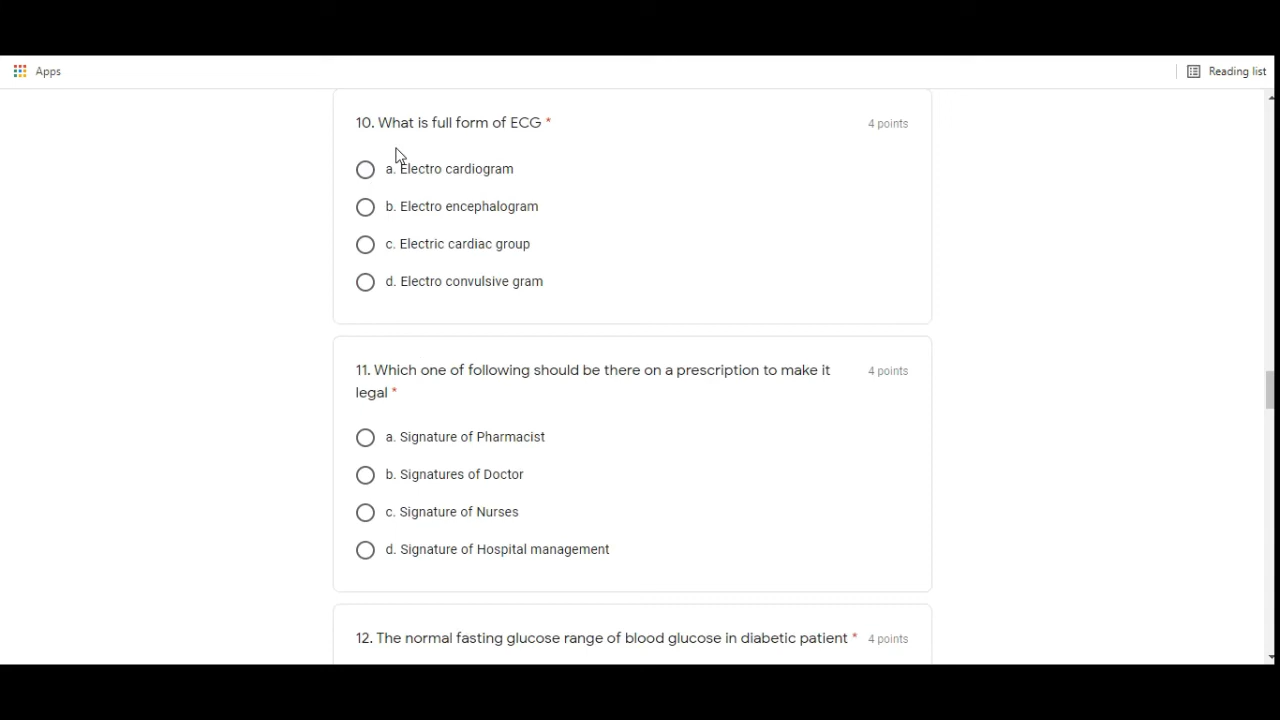 Apps
Reading list
10. What is full form of ECG *
4 points
a. Electro cardiogram
b. Electro encephalogram
c. Electric cardiac group
d. Electro convulsive gram
11. Which one of following should be there on a prescription to make it
legal *
4 points
a. Signature of Pharmacist
b. Signatures of Doctor
c. Signature of Nurses
d. Signature of Hospital management
12. The normal fasting glucose range of blood glucose in diabetic patient *
4 points